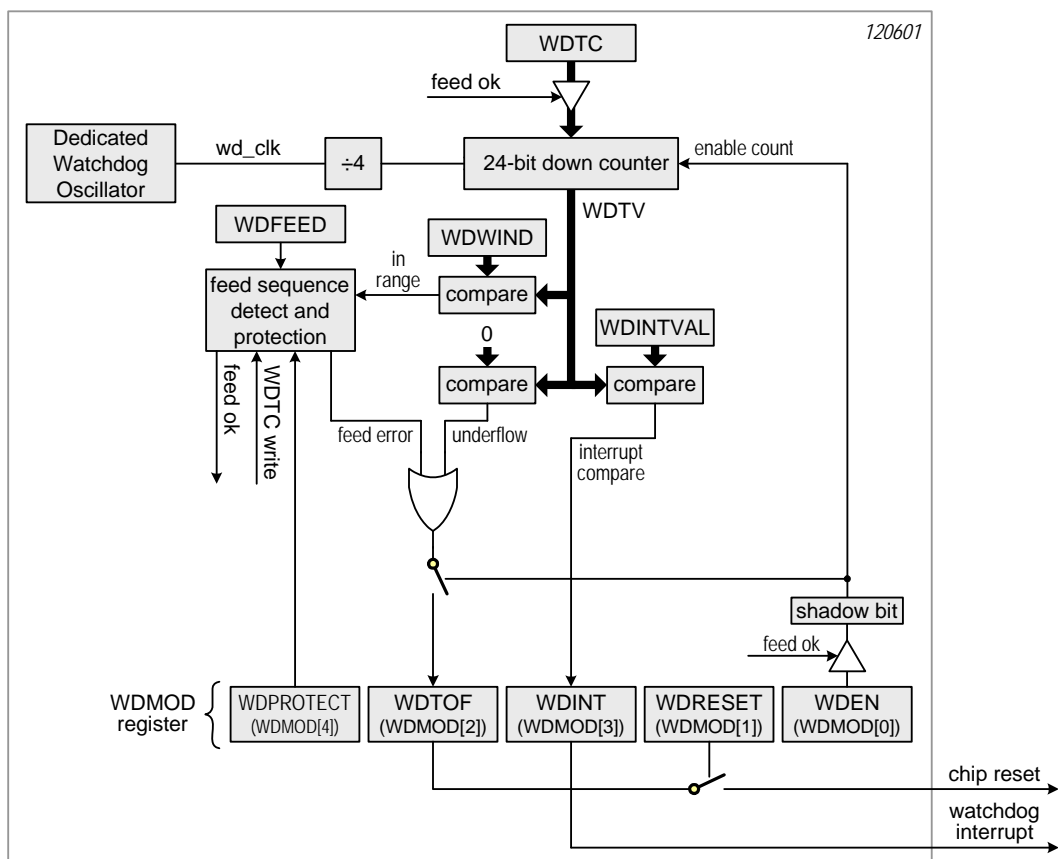 120601
WDTC
feed ok
Dedicated
Watchdog
Oscillator
wd_clk
÷4
24-bit down counter
enable count
WDTV
WDFEED
WDWIND
in
range
feed sequence
detect and
protection
compare
WDINTVAL
0
compare
compare
feed ok
WDTC write
feed error
underflow
interrupt
compare
shadow bit
feed ok
WDMOD
register
WDPROTECT
(WDMOD[4])
WDTOF
(WDMOD[2])
WDINT
(WDMOD[3])
WDRESET
(WDMOD[1])
WDEN
(WDMOD[0])
chip reset
watchdog
interrupt